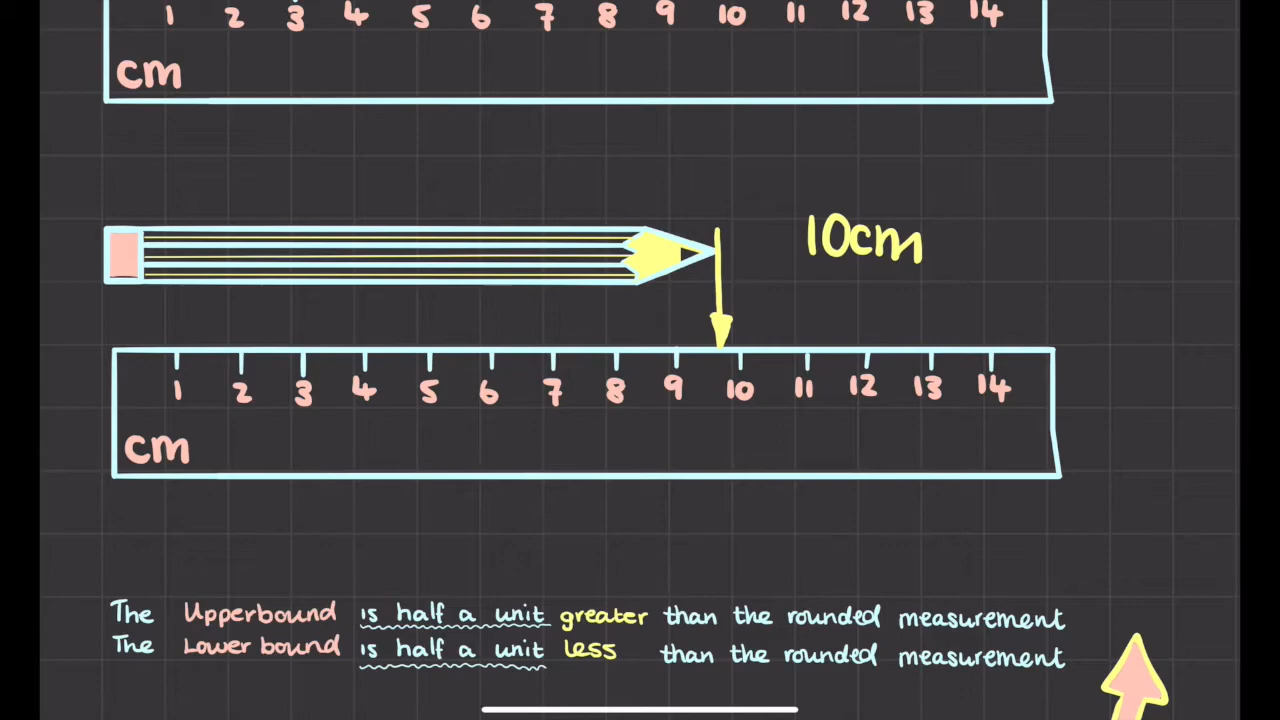 1 2 3 4 5 6 7 8 9 10 11 12 13 14
cm
10cm
1 2 3 4 5 6 7 8 9 10 11 12 13 14
cm
The Upperbound is half a unit greater than the rounded measurement
The Lower bound is half a unit less than the rounded measurement